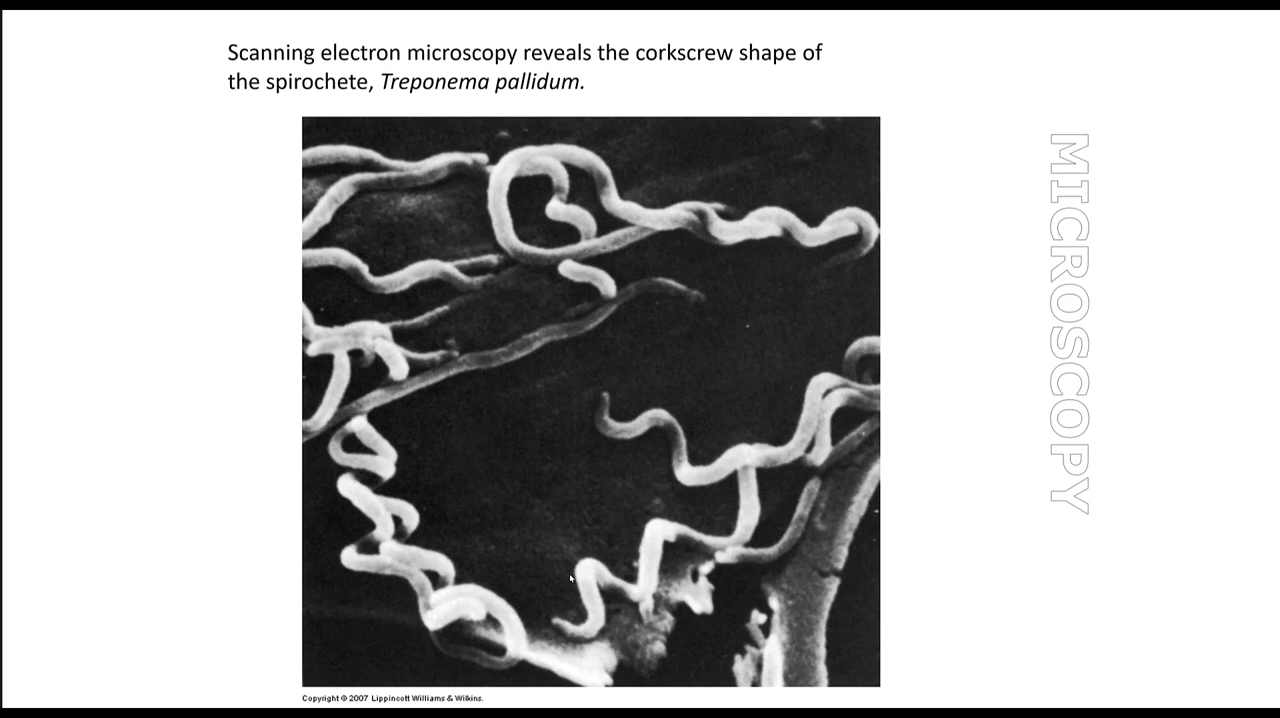 Scanning electron microscopy reveals the corkscrew shape of
the spirochete, Treponema pallidum.
MICROSCOPY
Copyright © 2007 Lippincott Williams & Wilkins.